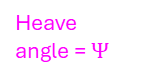 Heave
angle = Ψ